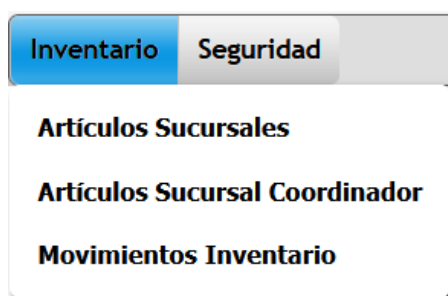 Inventario Seguridad
Artículos Sucursales
Artículos Sucursal Coordinador
Movimientos Inventario